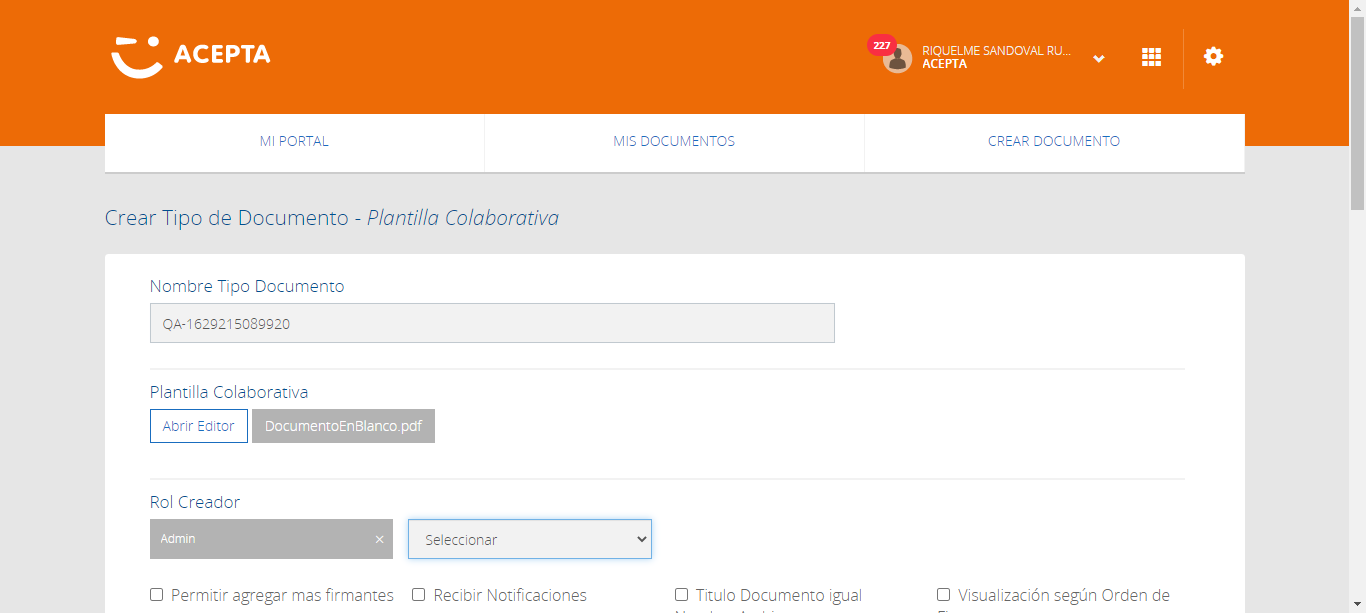 ACEPTA
227
RIQUELME SANDOVAL RU...
ACEPTA
MI PORTAL
MIS DOCUMENTOS
CREAR DOCUMENTO
Crear Tipo de Documento - Plantilla Colaborativa
Nombre Tipo Documento
QA-1629215089920
Plantilla Colaborativa
Abrir Editor
DocumentoEnBlanco.pdf
Rol Creador
Admin ×
Seleccionar
Permitir agregar mas firmantes
Recibir Notificaciones
Titulo Documento igual
Visualización según Orden de